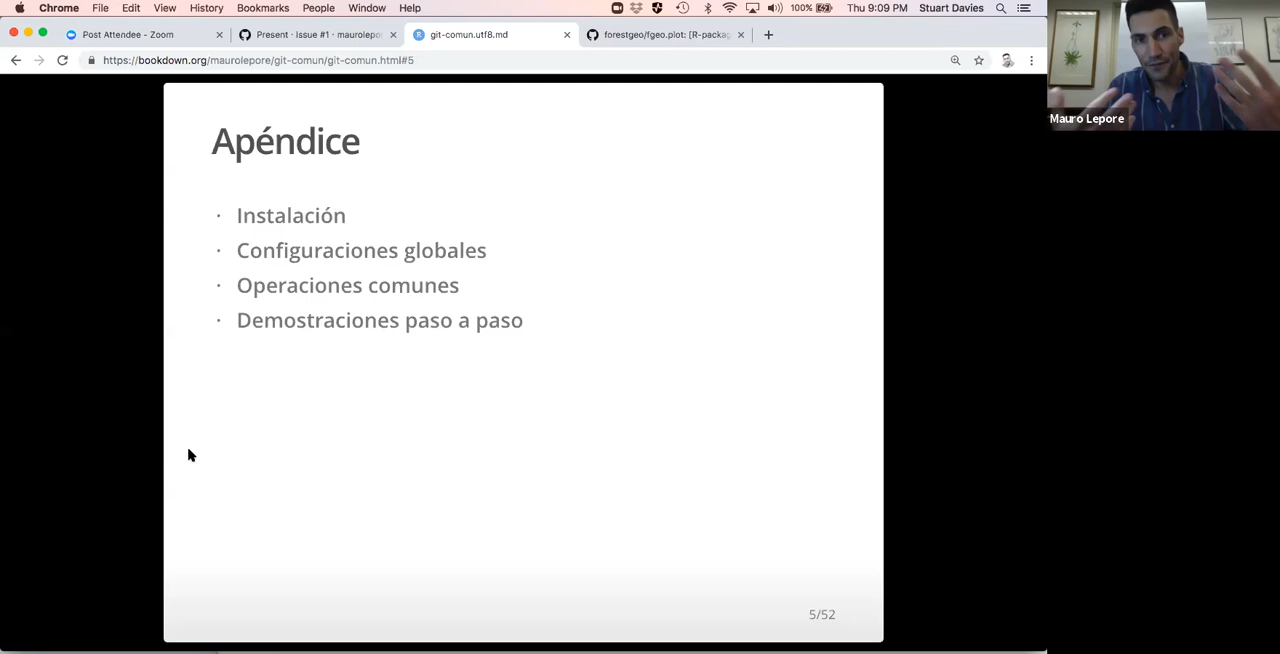 Chrome File Edit View History Bookmarks People Window Help 100% Thu 9:09 PM Stuart Davies
Post Attendee - Zoom
Present · Issue #1 · maurolepor
git-comun.utf8.md
forestgeo/fgeo.plot: [R-packag
https://bookdown.org/maurolepore/git-comun/git-comun.html#5
Mauro Lepore
Apéndice
· Instalación
· Configuraciones globales
· Operaciones comunes
· Demostraciones paso a paso
5/52